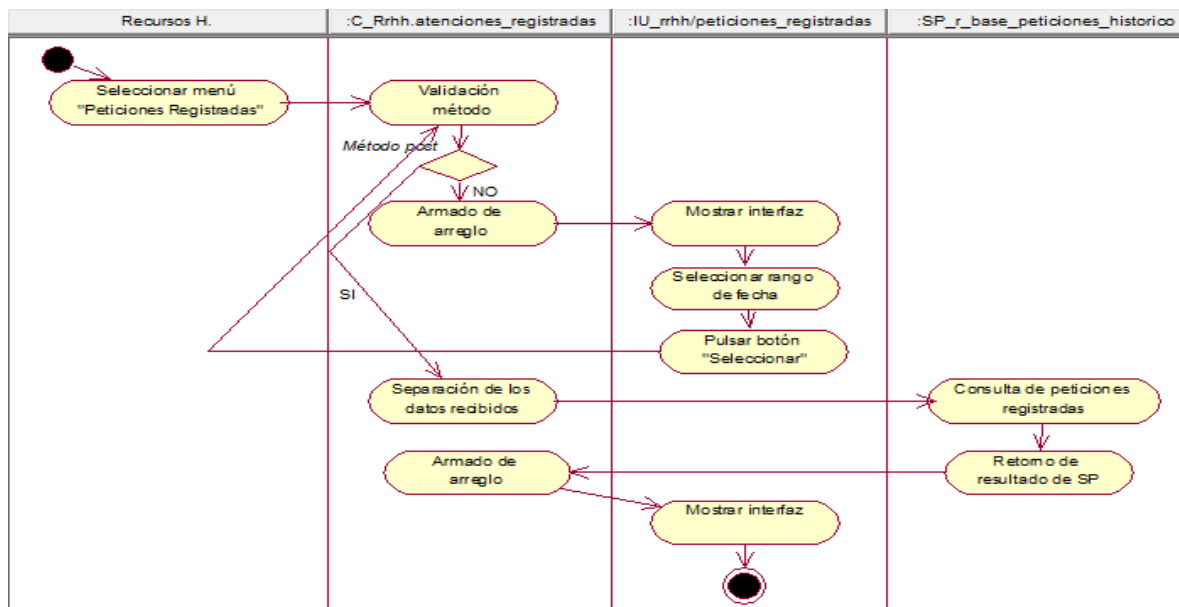 Recursos H.
:C_Rrhh.atenciones_registradas
:IU_rrhh/peticiones_registradas
:SP_r_base_peticiones_historico
Seleccionar menú
"Peticiones Registradas"
Validación
método
Método post
NO
Armado de
arreglo
Mostrar interfaz
Seleccionar rango
de fecha
SI
Pulsar botón
"Seleccionar"
Separación de los
datos recibidos
Consulta de peticiones
registradas
Armado de
arreglo
Retorno de
resultado de SP
Mostrar interfaz